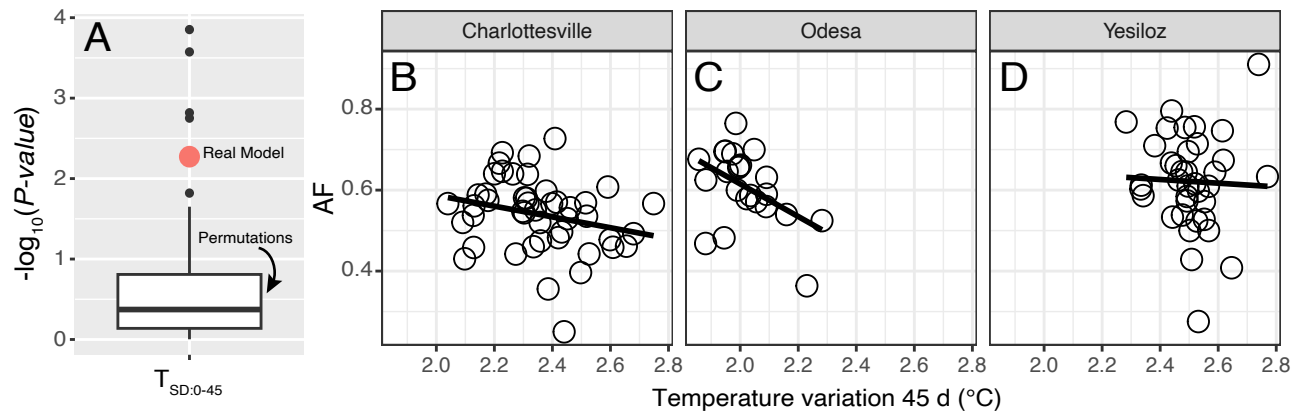 A
-log10(P-value)
4
3
2
1
0
Real Model
Permutations
TSD:0-45
Charlottesville
Odesa
Yesiloz
B
C
D
AF
0.8
0.6
0.4
2.0 2.2 2.4 2.6 2.8
2.0 2.2 2.4 2.6 2.8
2.0 2.2 2.4 2.6 2.8
Temperature variation 45 d (°C)